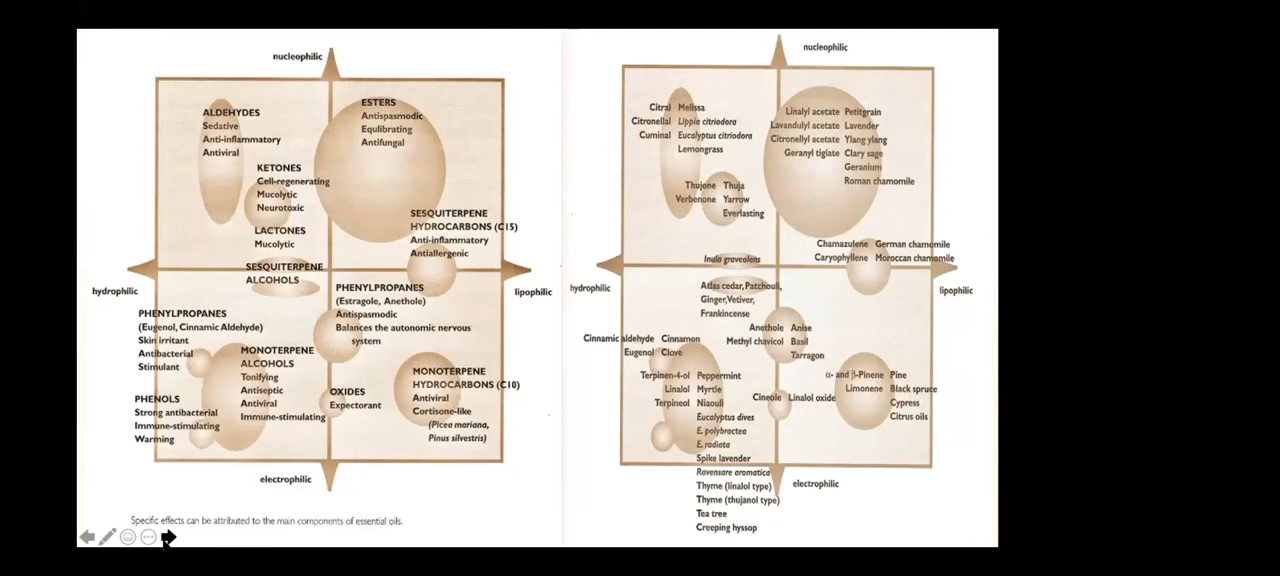 nucleophilic
ALDEHYDES
Sedative
Anti-inflammatory
Antiviral
ESTERS
Antispasmodic
Equlibrating
Antifungal
KETONES
Cell-regenerating
Mucolytic
Neurotoxic
LACTONES
Mucolytic
SESQUITERPENE
HYDROCARBONS (C15)
Anti-inflammatory
Antiallergenic
SESQUITERPENE
ALCOHOLS
hydrophilic
lipophilic
PHENYLPROPANES
(Estragole, Anethole)
Antispasmodic
Balances the autonomic nervous
system
PHENYLPROPANES
(Eugenol, Cinnamic Aldehyde)
Skin irritant
Antibacterial
Stimulant
MONOTERPENE
ALCOHOLS
Tonifying
Antiseptic
Antiviral
Immune-stimulating
PHENOLS
Strong antibacterial
Immune-stimulating
Warming
OXIDES
Expectorant
MONOTERPENE
HYDROCARBONS (C10)
Antiviral
Cortisone-like
(Picea mariana,
Pinus silvestris)
electrophilic
Specific effects can be attributed to the main components of essential oils.
nucleophilic
Citral Melissa
Citronellal Lippia citriodora
Cuminal Eucalyptus citriodora
Lemongrass
Linalyl acetate Petitgrain
Lavandulyl acetate Lavender
Citronellyl acetate Ylang ylang
Geranyl tiglate Clary sage
Geranium
Roman chamomile
Thujone Thuja
Verbenone Yarrow
Everlasting
Chamazulene German chamomile
Caryophyllene Moroccan chamomile
Inula graveolens
hydrophilic
lipophilic
Atlas cedar, Patchouli,
Ginger, Vetiver,
Frankincense
Anethole Anise
Methyl chavicol Basil
Tarragon
Cinnamic aldehyde Cinnamon
Eugenol Clove
Terpinen-4-ol Peppermint
Linalol Myrtle
Terpineol Niaouli
Eucalyptus dives
E. polybractea
E. radiata
Spike lavender
Ravensare aromatica
Thyme (linalol type)
Thyme (thujanol type)
Tea tree
Creeping hyssop
Cineole Linalol oxide
α- and β-Pinene Pine
Limonene Black spruce
Cypress
Citrus oils
electrophilic